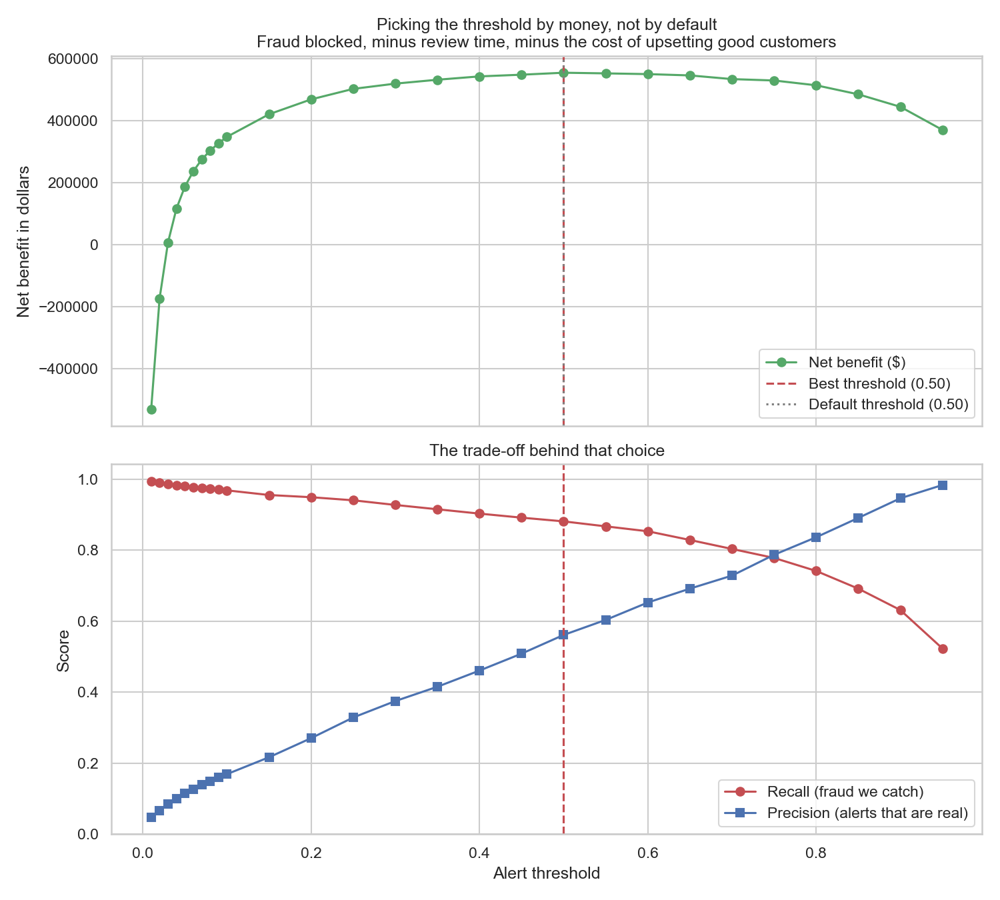 Picking the threshold by money, not by default
Fraud blocked, minus review time, minus the cost of upsetting good customers
Net benefit in dollars
600000
400000
200000
0
−200000
−400000
Net benefit ($)
Best threshold (0.50)
Default threshold (0.50)
The trade-off behind that choice
Score
1.0
0.8
0.6
0.4
0.2
0.0
Recall (fraud we catch)
Precision (alerts that are real)
0.0
0.2
0.4
0.6
0.8
Alert threshold